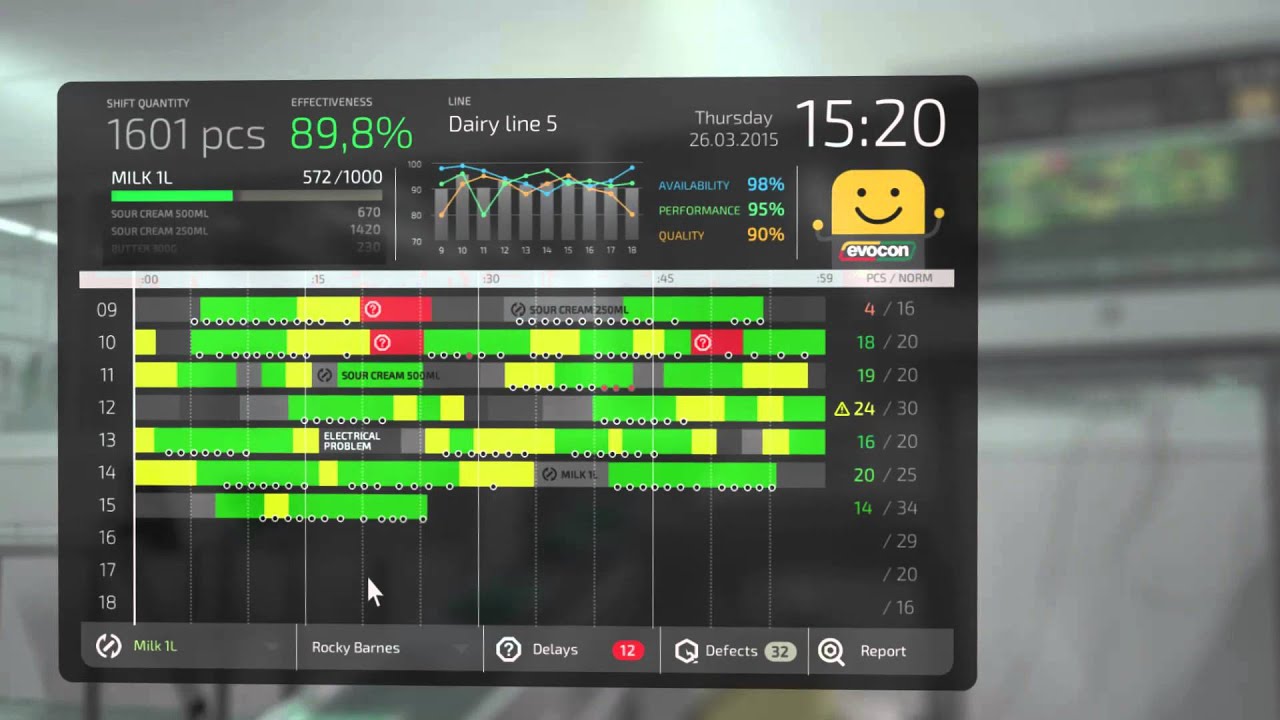 SHIFT QUANTITY
1601 pcs
EFFECTIVENESS
89,8%
LINE
Dairy line 5
Thursday
26.03.2015
15:20
MILK 1L 572/1000
SOUR CREAM 500ML 670
SOUR CREAM 250ML 1420
BUTTER 300G 230
100
90
80
70
9 10 11 12 13 14 15 16 17 18
AVAILABILITY 98%
PERFORMANCE 95%
QUALITY 90%
evocon
:00 :15 :30 :45 :59 PCS / NORM
09 SOUR CREAM 250ML 4 / 16
10 18 / 20
11 SOUR CREAM 500ML 19 / 20
12 24 / 30
13 ELECTRICAL
PROBLEM 16 / 20
14 MILK 1L 20 / 25
15 14 / 34
16 / 29
17 / 20
18 / 16
Milk 1L Rocky Barnes Delays 12 Defects 32 Report